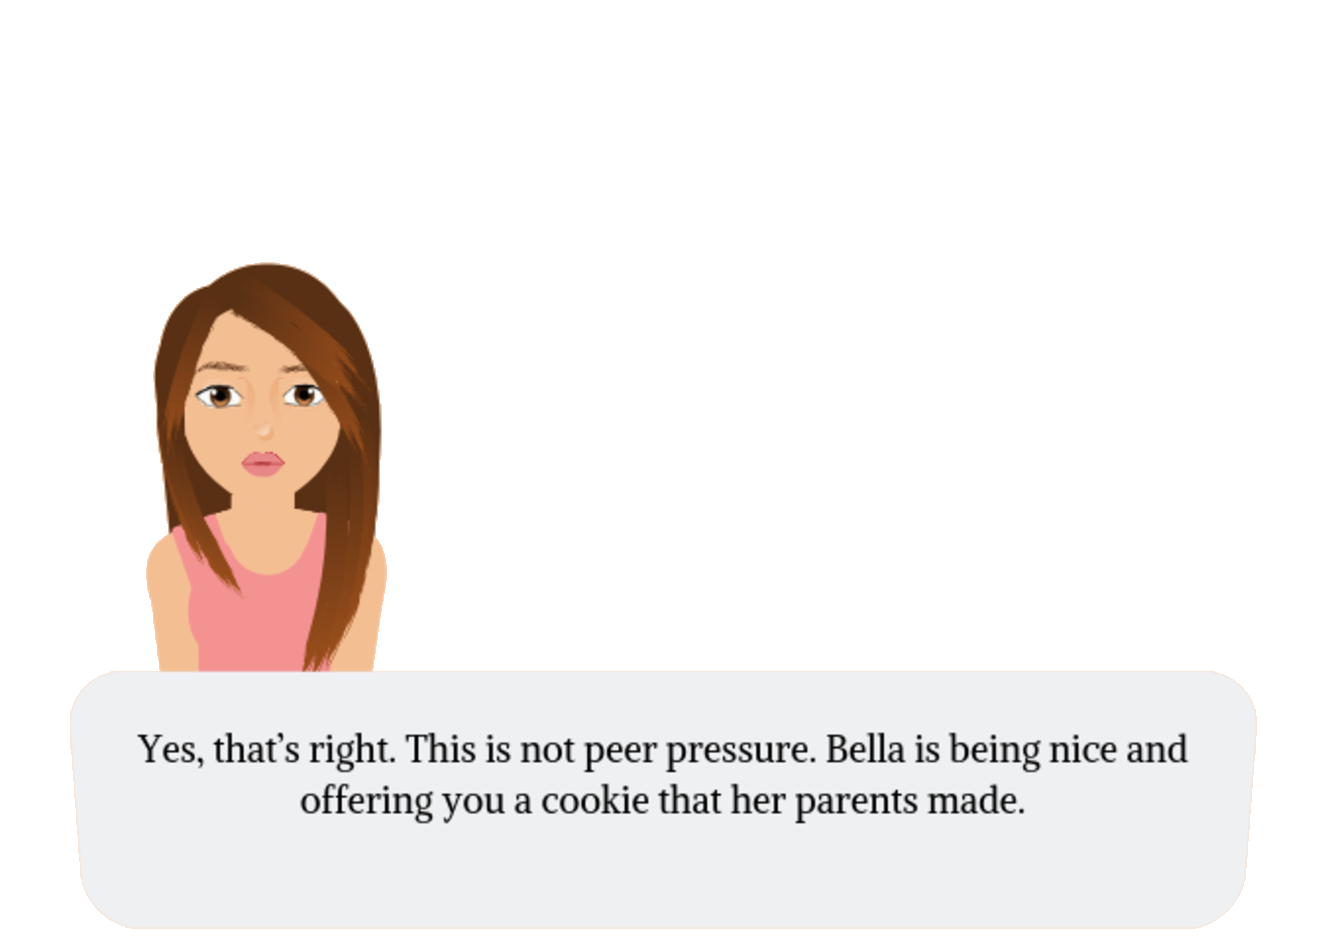 Yes, that’s right. This is not peer pressure. Bella is being nice and
offering you a cookie that her parents made.